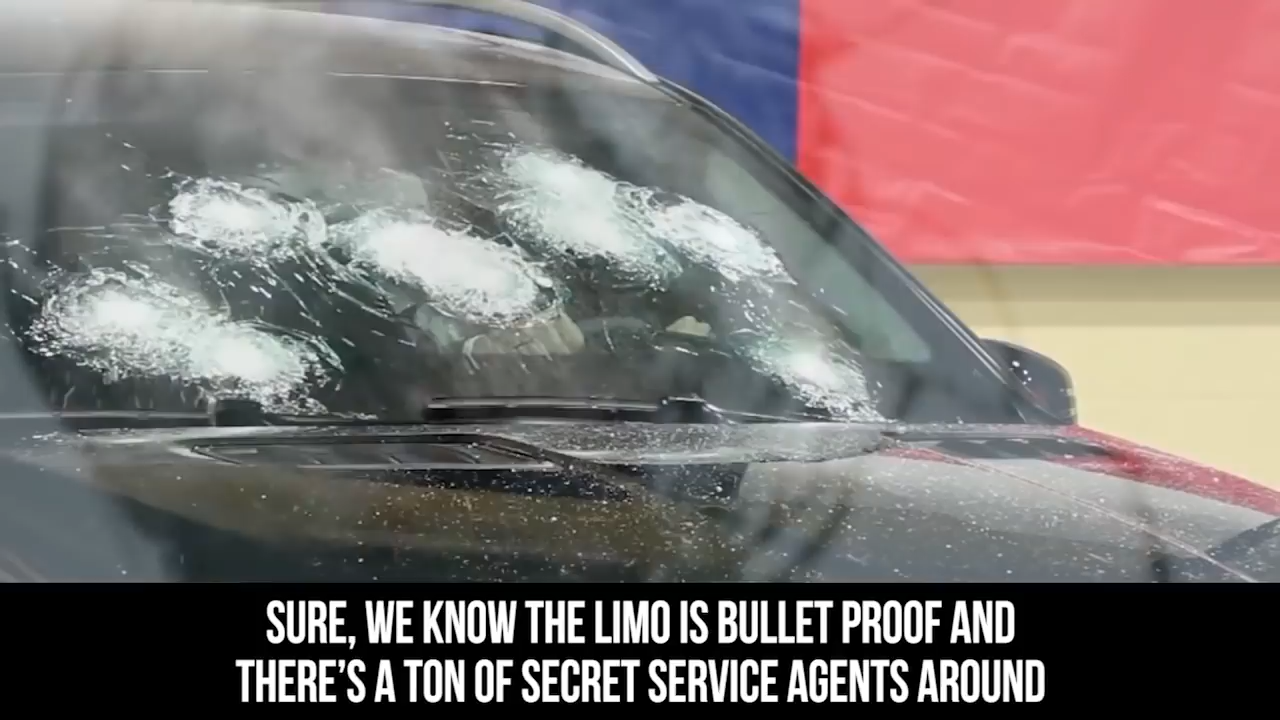 SURE, WE KNOW THE LIMO IS BULLET PROOF AND
THERE'S A TON OF SECRET SERVICE AGENTS AROUND